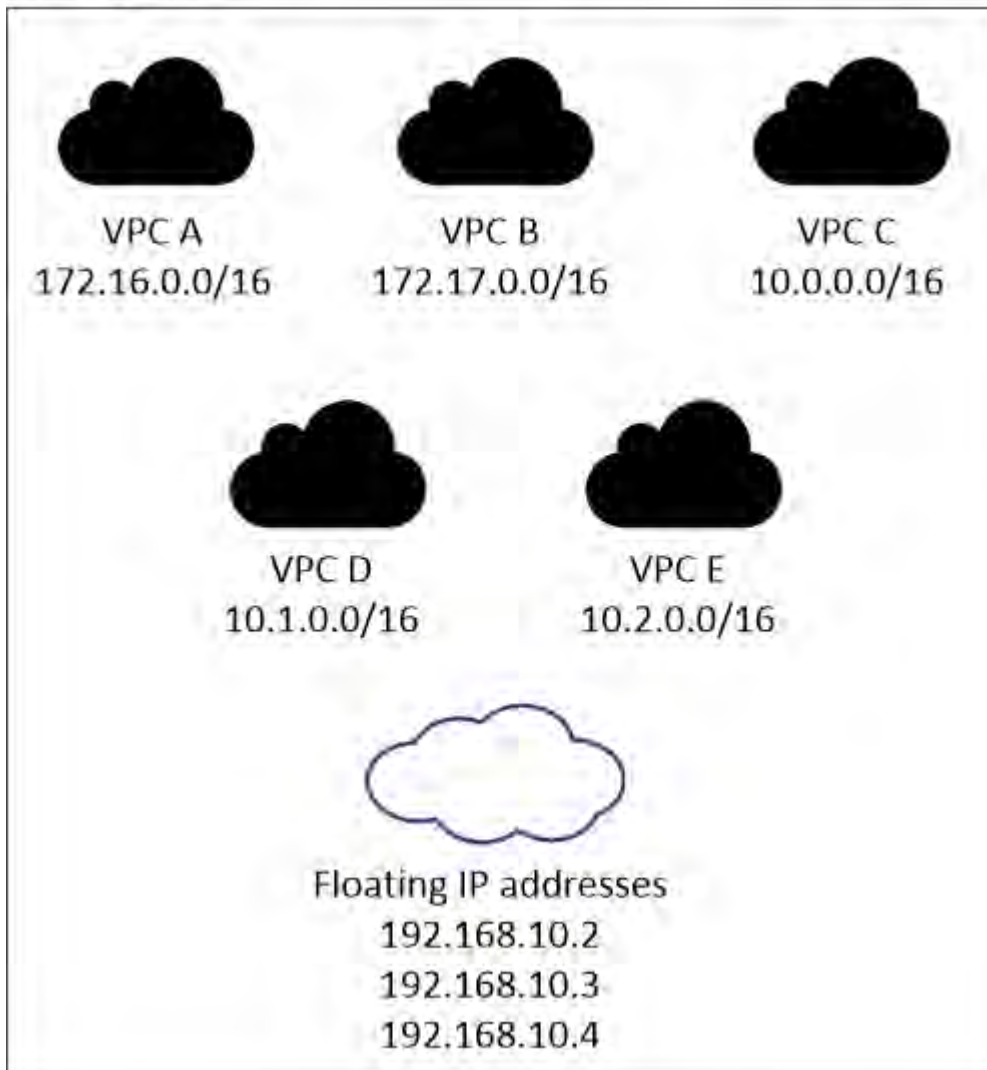 VPC A
172.16.0.0/16
VPC B
172.17.0.0/16
VPC C
10.0.0.0/16
VPC D
10.1.0.0/16
VPC E
10.2.0.0/16
Floating IP addresses
192.168.10.2
192.168.10.3
192.168.10.4